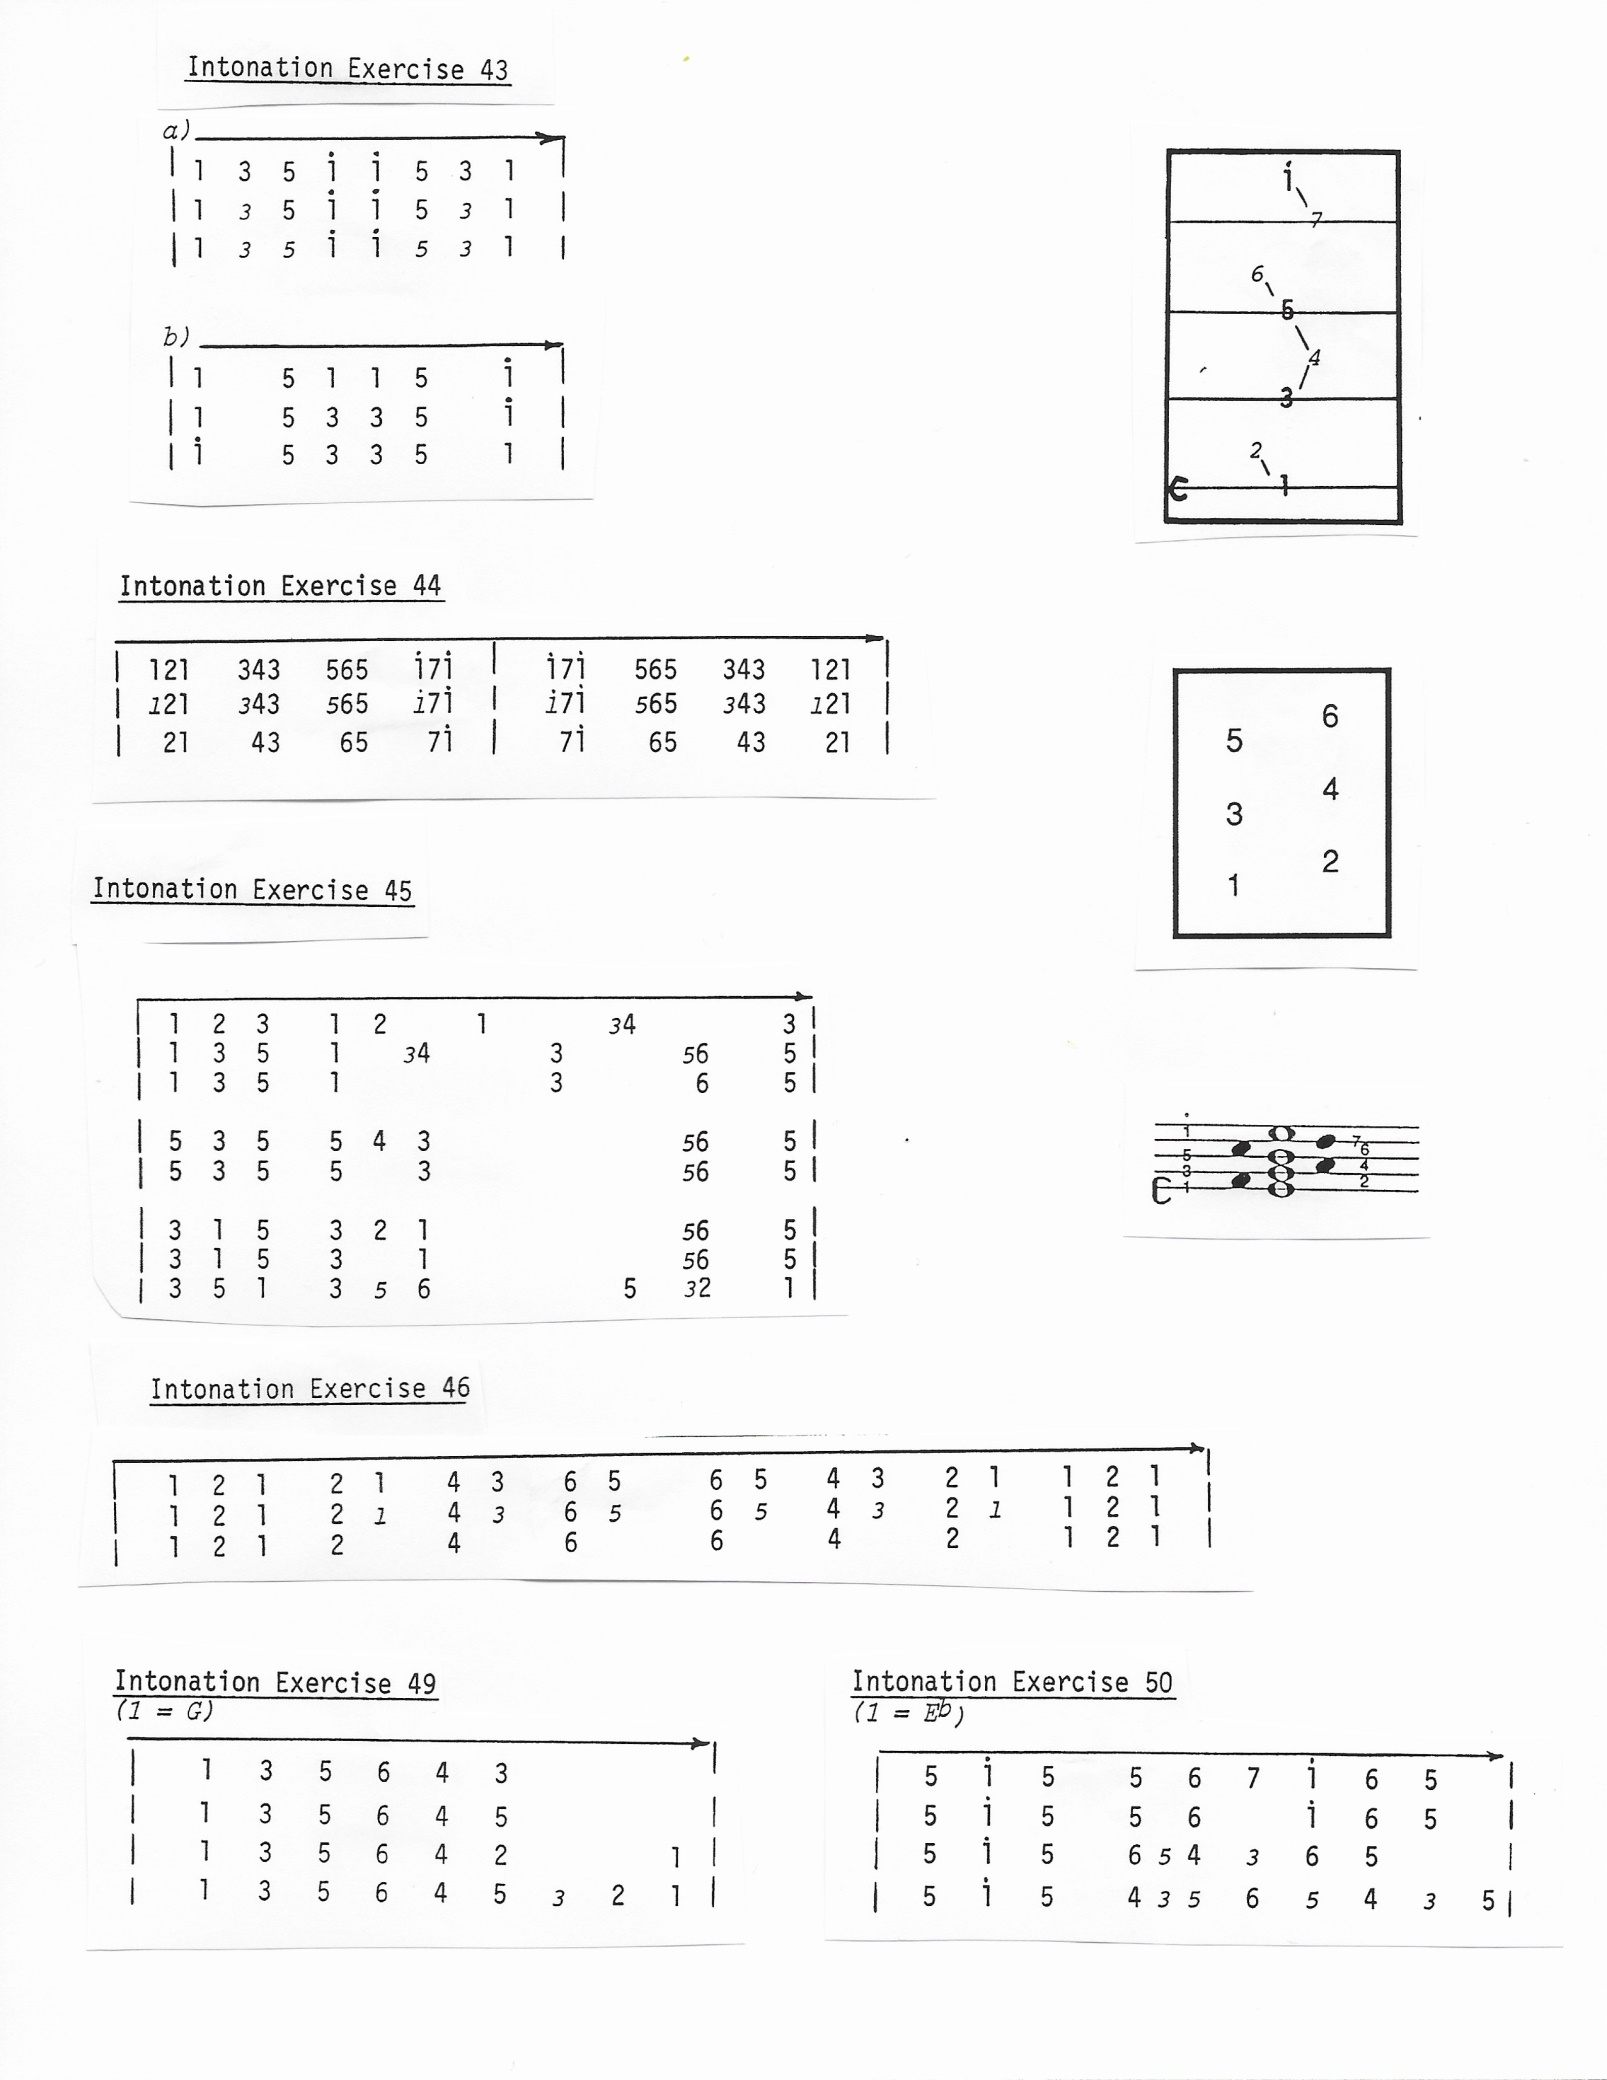 Intonation Exercise 43
a)
| 1 3 5 i̇ i̇ 5 3 1 |
| 1 3 5 i̇ i̇ 5 3 1 |
| 1 3 5 i̇ i̇ 5 3 1 |
b)
| 1 5 1 1 5 i̇ |
| 1 5 3 3 5 i̇ |
| i̇ 5 3 3 5 1 |
i̇
7
6
5
4
3
2
C 1
Intonation Exercise 44
| 121 343 565 i̇7i̇ | i̇7i̇ 565 343 121 |
| 121 343 565 i̇7i̇ | i̇7i̇ 565 343 121 |
| 21 43 65 7i̇ | 7i̇ 65 43 21 |
6
5
4
3
2
1
Intonation Exercise 45
| 1 2 3 1 2 1 34 3 |
| 1 3 5 1 34 3 56 5 |
| 1 3 5 1 3 6 5 |
| 5 3 5 5 4 3 56 5 |
| 5 3 5 5 3 56 5 |
| 3 1 5 3 2 1 56 5 |
| 3 1 5 3 1 56 5 |
| 3 5 1 3 5 6 5 32 1 |
i̇
7
6
5
4
3
2
C 1
Intonation Exercise 46
| 1 2 1 2 1 4 3 6 5 6 5 4 3 2 1 1 2 1 |
| 1 2 1 2 1 4 3 6 5 6 5 4 3 2 1 1 2 1 |
| 1 2 1 2 4 6 6 4 2 1 2 1 |
Intonation Exercise 49
(1 = G)
| 1 3 5 6 4 3 |
| 1 3 5 6 4 5 |
| 1 3 5 6 4 2 1 |
| 1 3 5 6 4 5 3 2 1 |
Intonation Exercise 50
(1 = Eb)
| 5 i̇ 5 5 6 7 i̇ 6 5 |
| 5 i̇ 5 5 6 i̇ 6 5 |
| 5 i̇ 5 6 5 4 3 6 5 |
| 5 i̇ 5 4 3 5 6 5 4 3 5 |